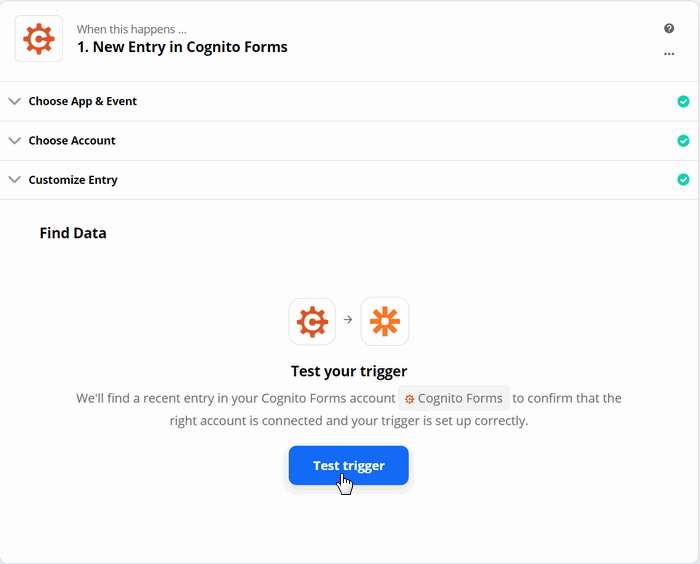 When this happens ...
1. New Entry in Cognito Forms
Choose App & Event
Choose Account
Customize Entry
Find Data
Test your trigger
We'll find a recent entry in your Cognito Forms account Cognito Forms to confirm that the
right account is connected and your trigger is set up correctly.
Test trigger